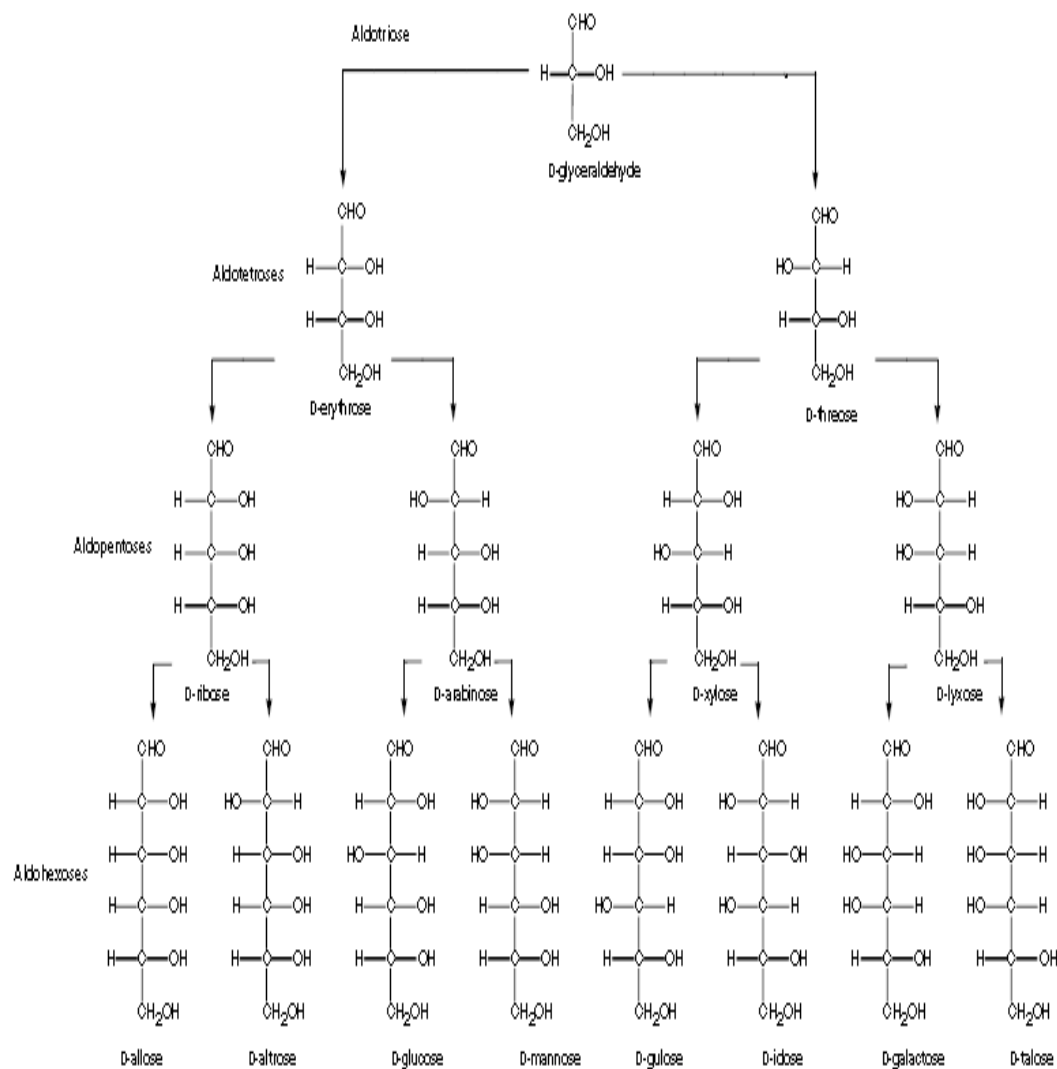 CHO
Aldotriose
H—C—OH
CH2OH
D-glyceraldehyde
CHO CHO
Aldotetroses H—C—OH HO—C—H
H—C—OH H—C—OH
CH2OH CH2OH
D-erythrose D-threose
CHO CHO CHO CHO
H—C—OH HO—C—H H—C—OH HO—C—H
Aldopentoses H—C—OH H—C—OH HO—C—H HO—C—H
H—C—OH H—C—OH H—C—OH H—C—OH
CH2OH CH2OH CH2OH CH2OH
D-ribose D-arabinose D-xylose D-lyxose
CHO CHO CHO CHO CHO CHO CHO CHO
H—C—OH HO—C—H H—C—OH HO—C—H H—C—OH HO—C—H H—C—OH HO—C—H
Aldohexoses H—C—OH H—C—OH HO—C—H HO—C—H H—C—OH H—C—OH HO—C—H HO—C—H
H—C—OH H—C—OH H—C—OH H—C—OH HO—C—H HO—C—H HO—C—H HO—C—H
H—C—OH H—C—OH H—C—OH H—C—OH H—C—OH H—C—OH H—C—OH H—C—OH
CH2OH CH2OH CH2OH CH2OH CH2OH CH2OH CH2OH CH2OH
D-allose D-altrose D-glucose D-mannose D-gulose D-idose D-galactose D-talose